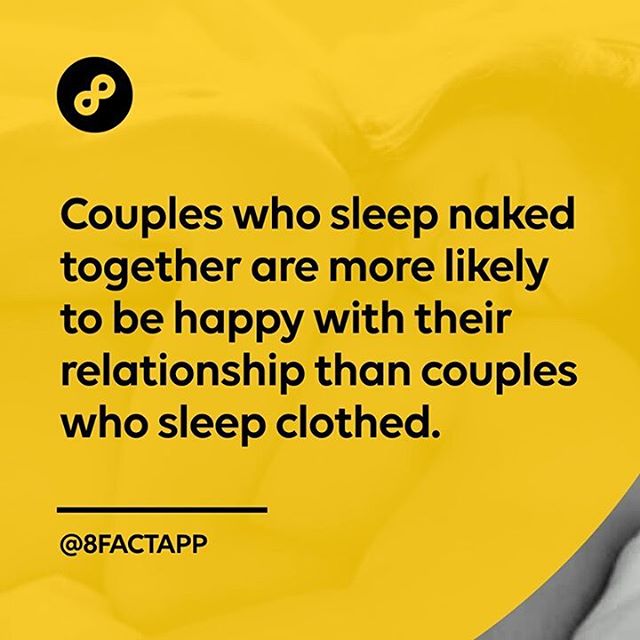 Couples who sleep naked
together are more likely
to be happy with their
relationship than couples
who sleep clothed.
@8FACTAPP